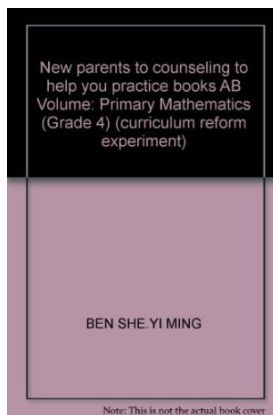 New parents to counseling to
help you practice books AB
Volume: Primary Mathematics
(Grade 4) (curriculum reform
experiment)
BEN SHE.YI MING
Note: This is not the actual book cover